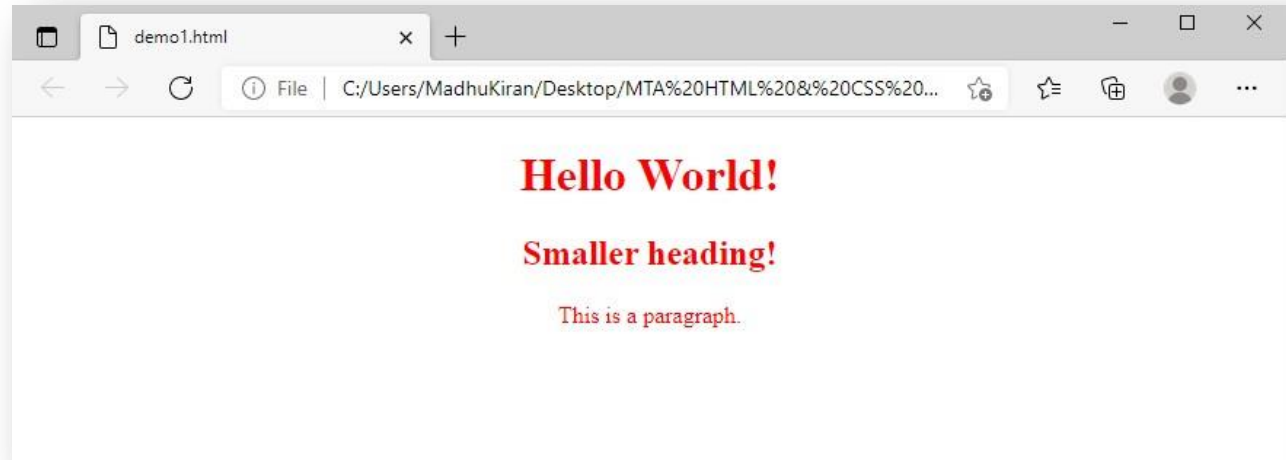 demo1.html
File C:/Users/MadhuKiran/Desktop/MTA%20HTML%20&%20CSS%20...
Hello World!
Smaller heading!
This is a paragraph.